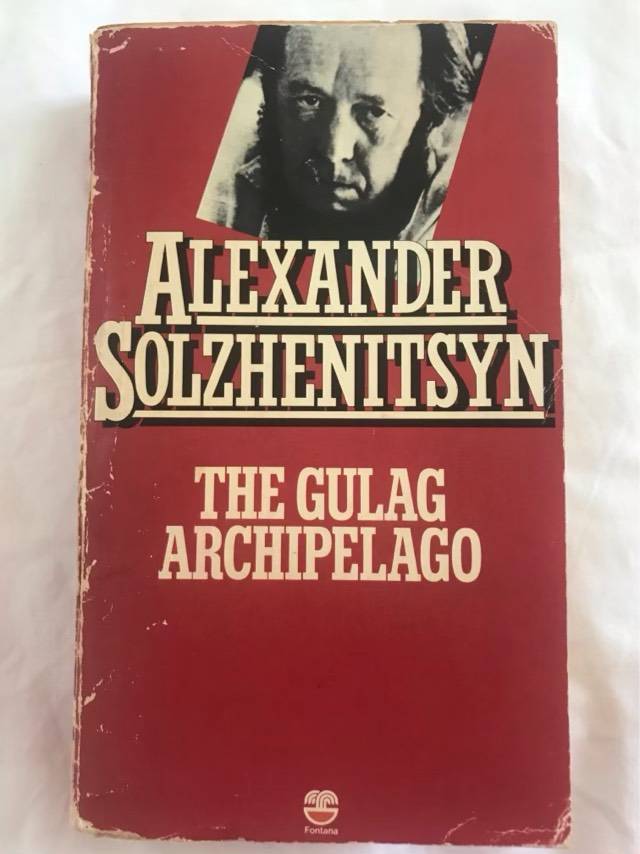 ALEXANDER
SOLZHENITSYN
THE GULAG
ARCHIPELAGO
Fontana